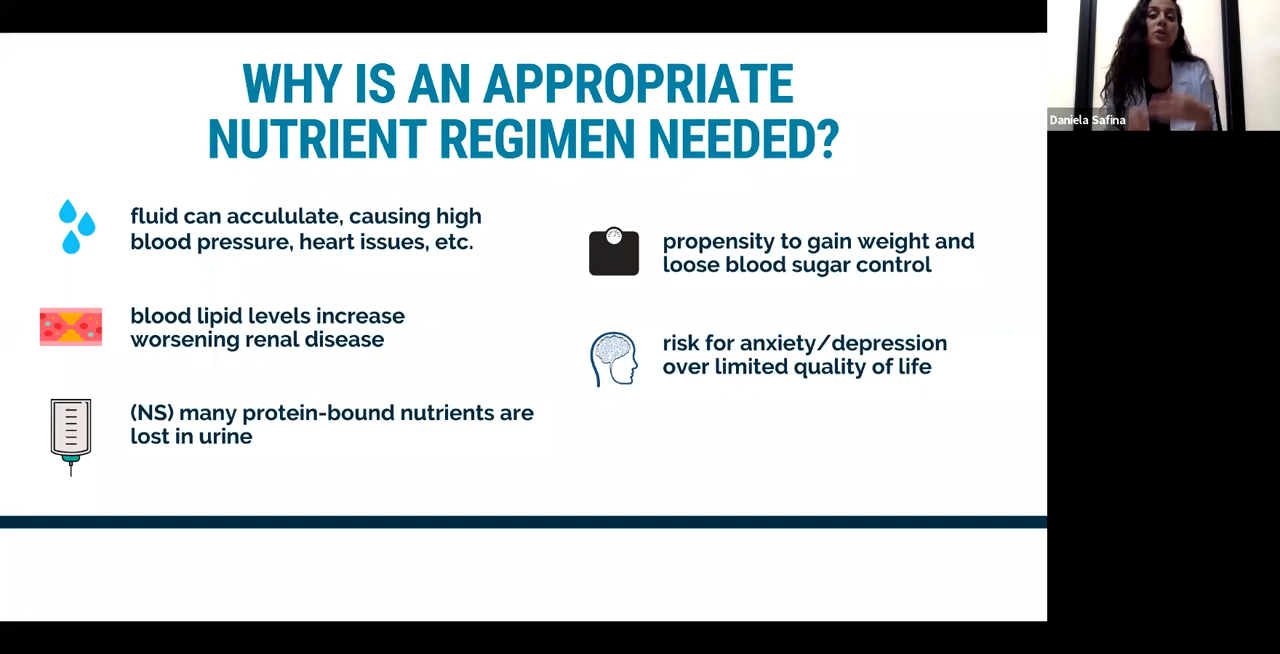 WHY IS AN APPROPRIATE
NUTRIENT REGIMEN NEEDED?
fluid can accululate, causing high
blood pressure, heart issues, etc.
blood lipid levels increase
worsening renal disease
(NS) many protein-bound nutrients are
lost in urine
propensity to gain weight and
loose blood sugar control
risk for anxiety/depression
over limited quality of life
Daniela Safina